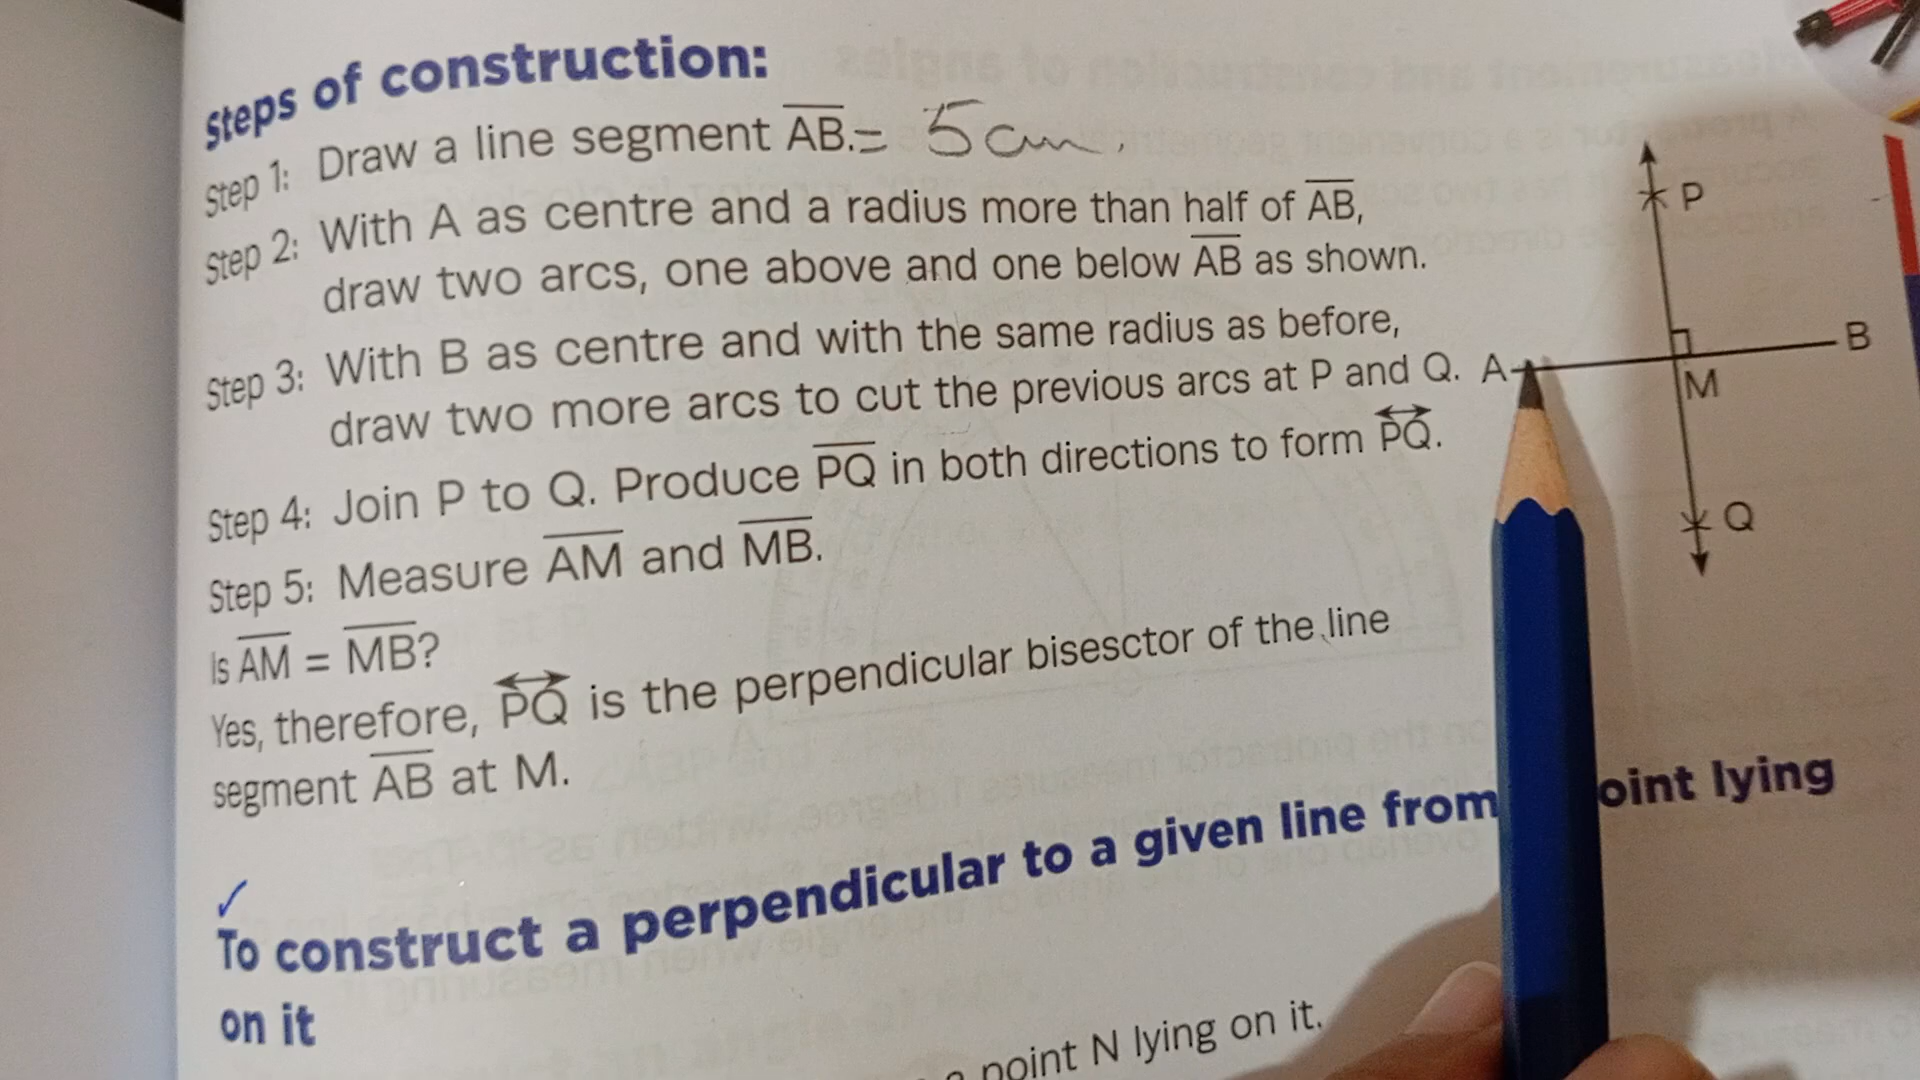 Steps of construction:
Step 1: Draw a line segment AB.= 5 cm.
Step 2: With A as centre and a radius more than half of AB,
draw two arcs, one above and one below AB as shown.
Step 3: With B as centre and with the same radius as before,
draw two more arcs to cut the previous arcs at P and Q.
Step 4: Join P to Q. Produce PQ in both directions to form PQ.
Step 5: Measure AM and MB.
Is AM = MB?
Yes, therefore, PQ is the perpendicular bisesctor of the line
segment AB at M.
P
A
B
M
Q
To construct a perpendicular to a given line from oint lying
on it
point N lying on it.